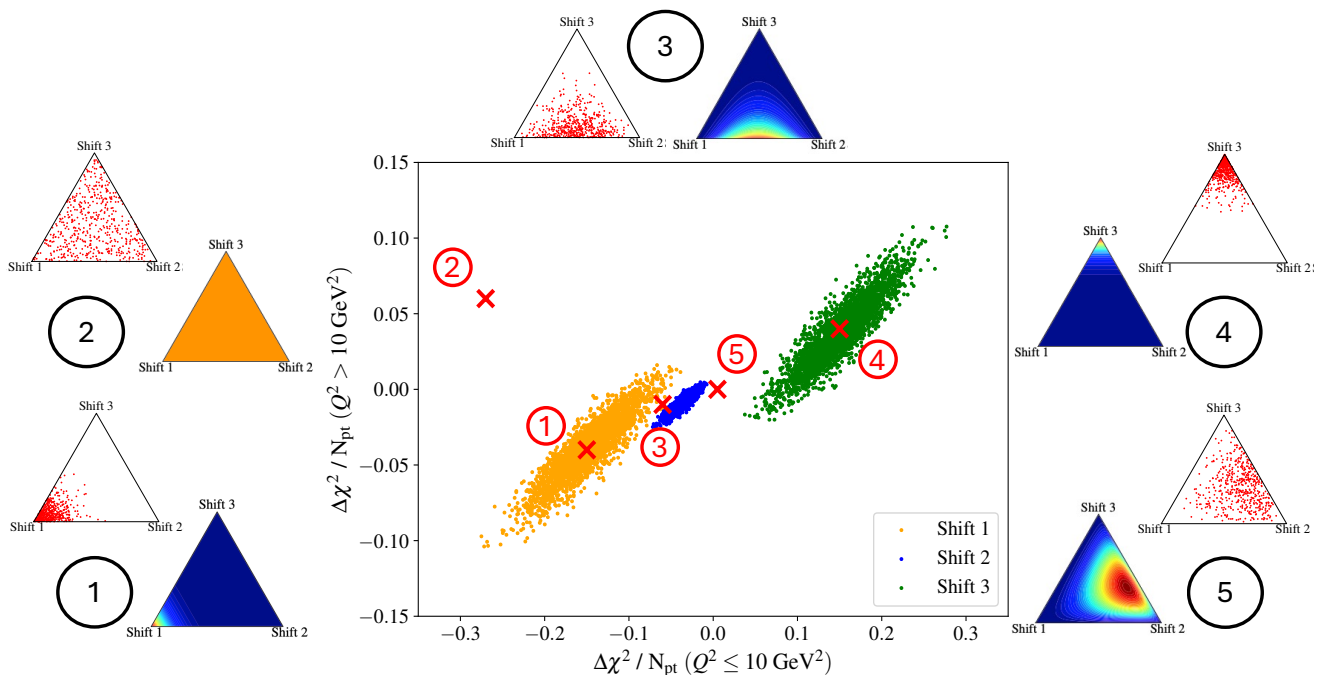 Shift 3
Shift 3
3
Shift 1
Shift 2
Shift 1
Shift 2
Shift 3
Shift 1
Shift 2
Shift 3
2
Shift 1
Shift 2
Shift 3
Shift 1
Shift 2
Shift 3
1
Shift 1
Shift 2
Δχ² / N_pt (Q² > 10 GeV²)
0.15
0.10
0.05
0.00
−0.05
−0.10
−0.15
2
5
4
1
3
Shift 1
Shift 2
Shift 3
−0.3
−0.2
−0.1
0.0
0.1
0.2
0.3
Δχ² / N_pt (Q² ≤ 10 GeV²)
Shift 3
Shift 1
Shift 2
Shift 3
Shift 1
Shift 2
4
Shift 3
Shift 1
Shift 2
Shift 3
Shift 1
Shift 2
5